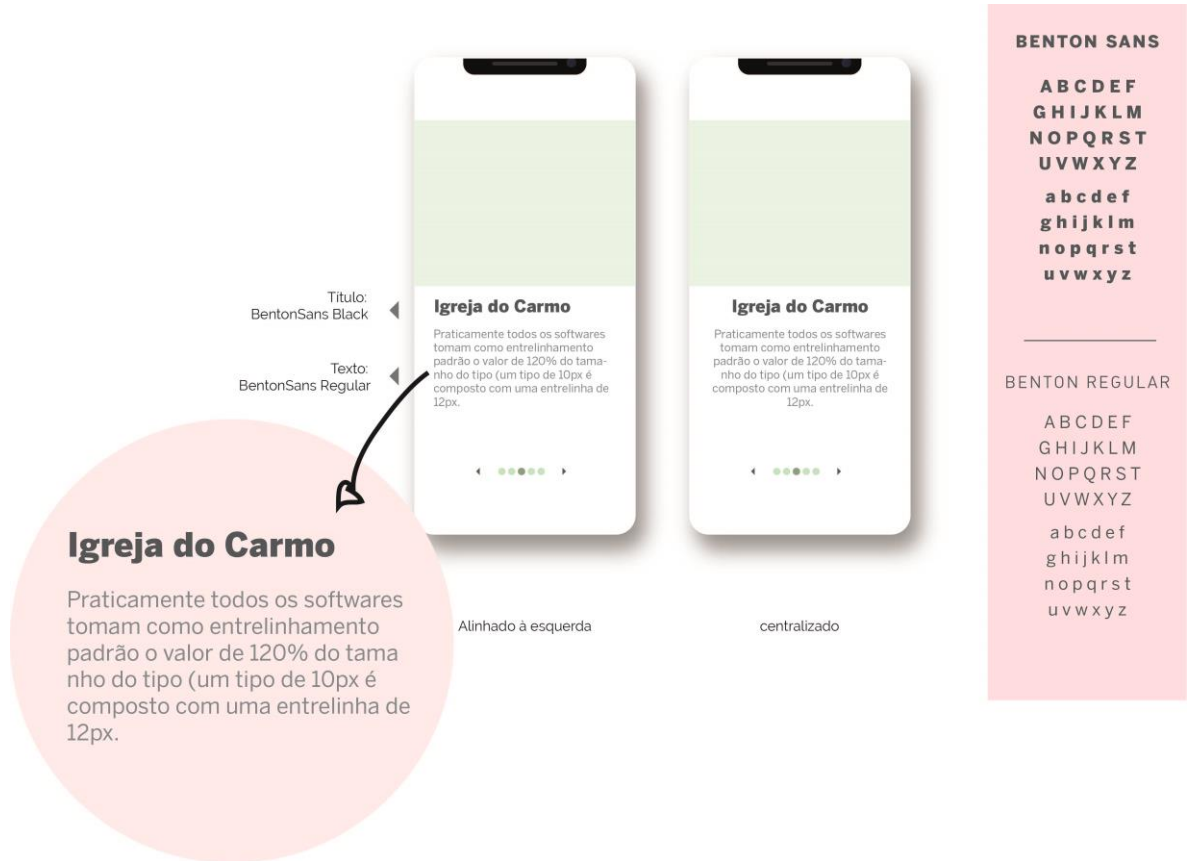 Título:
BentonSans Black
Texto:
BentonSans Regular
Igreja do Carmo
Praticamente todos os softwares
tomam como entrelinhamento
padrão o valor de 120% do tama-
nho do tipo (um tipo de 10px é
composto com uma entrelinha de
12px.
Igreja do Carmo
Praticamente todos os softwares
tomam como entrelinhamento
padrão o valor de 120% do tama-
nho do tipo (um tipo de 10px é
composto com uma entrelinha de
12px.
Igreja do Carmo
Praticamente todos os softwares
tomam como entrelinhamento
padrão o valor de 120% do tama
nho do tipo (um tipo de 10px é
composto com uma entrelinha de
12px.
Alinhado à esquerda
centralizado
BENTON SANS
A B C D E F
G H I J K L M
N O P Q R S T
U V W X Y Z
a b c d e f
g h i j k l m
n o p q r s t
u v w x y z
BENTON REGULAR
A B C D E F
G H I J K L M
N O P Q R S T
U V W X Y Z
a b c d e f
g h i j k l m
n o p q r s t
u v w x y z